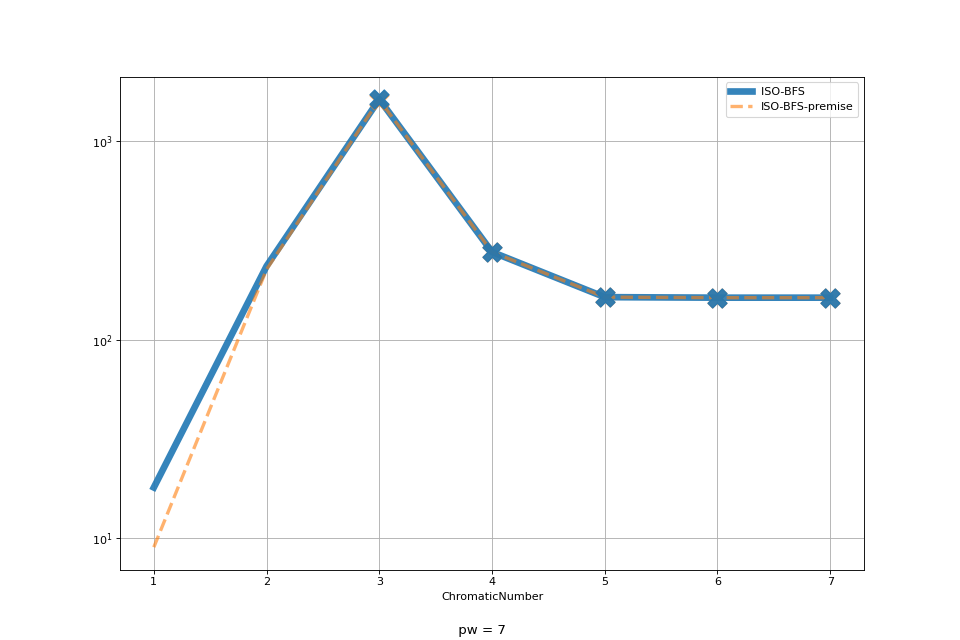 ISO-BFS
ISO-BFS-premise
10³
10²
10¹
1 2 3 4 5 6 7
ChromaticNumber
pw = 7